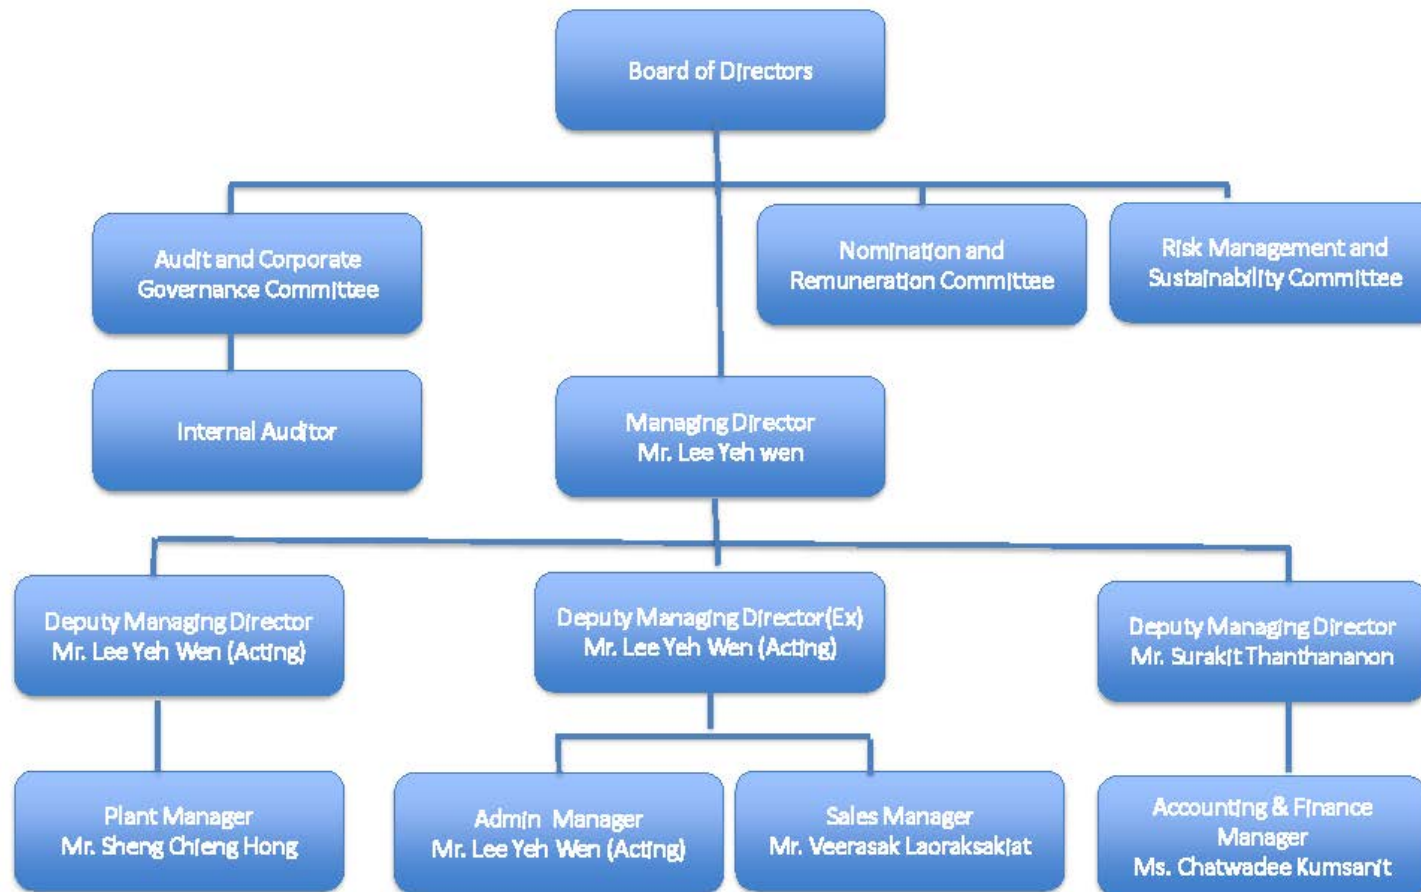 Board of Directors
Audit and Corporate
Governance Committee
Nomination and
Remuneration Committee
Risk Management and
Sustainability Committee
Internal Auditor
Managing Director
Mr. Lee Yeh wen
Deputy Managing Director
Mr. Lee Yeh Wen (Acting)
Deputy Managing Director(Ex)
Mr. Lee Yeh Wen (Acting)
Deputy Managing Director
Mr. Surakit Thanthananon
Plant Manager
Mr. Sheng Chieng Hong
Admin Manager
Mr. Lee Yeh Wen (Acting)
Sales Manager
Mr. Veerasak Laoraksakiat
Accounting & Finance
Manager
Ms. Chatwadee Kumsanit